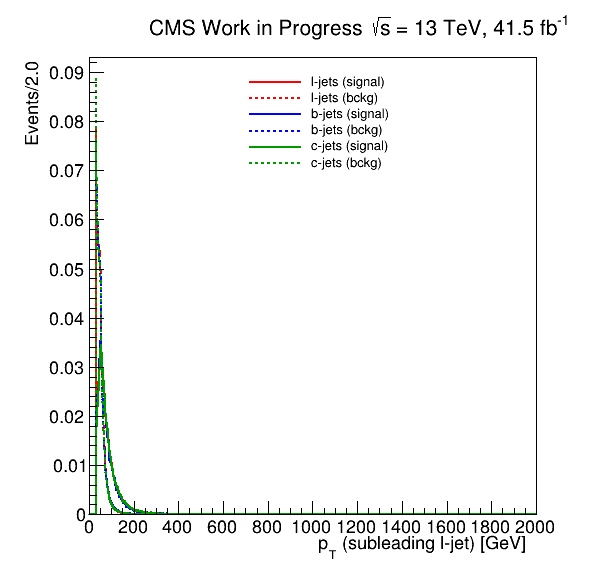 CMS Work in Progress √s = 13 TeV, 41.5 fb⁻¹
Events/2.0
0.09
0.08
0.07
0.06
0.05
0.04
0.03
0.02
0.01
0
l-jets (signal)
l-jets (bckg)
b-jets (signal)
b-jets (bckg)
c-jets (signal)
c-jets (bckg)
0 200 400 600 800 1000 1200 1400 1600 1800 2000
p_T (subleading l-jet) [GeV]